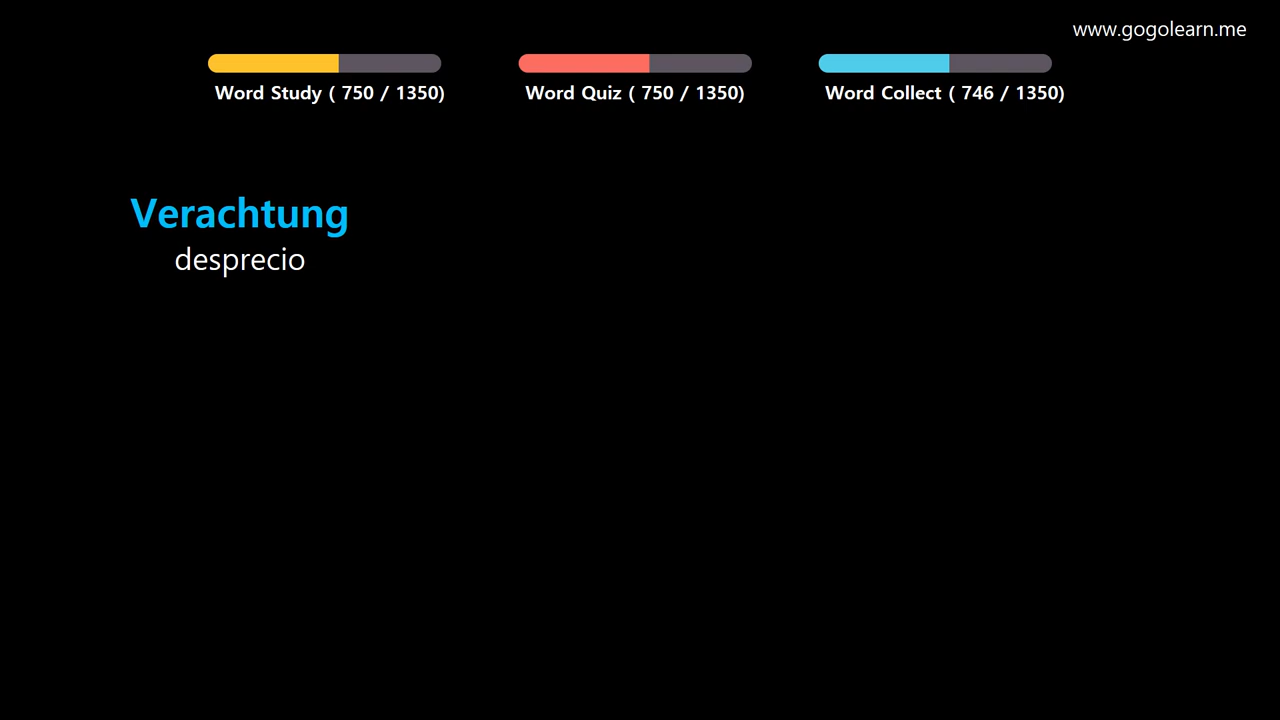 www.gogolearn.me
Word Study ( 750 / 1350)
Word Quiz ( 750 / 1350)
Word Collect ( 746 / 1350)
Verachtung
desprecio